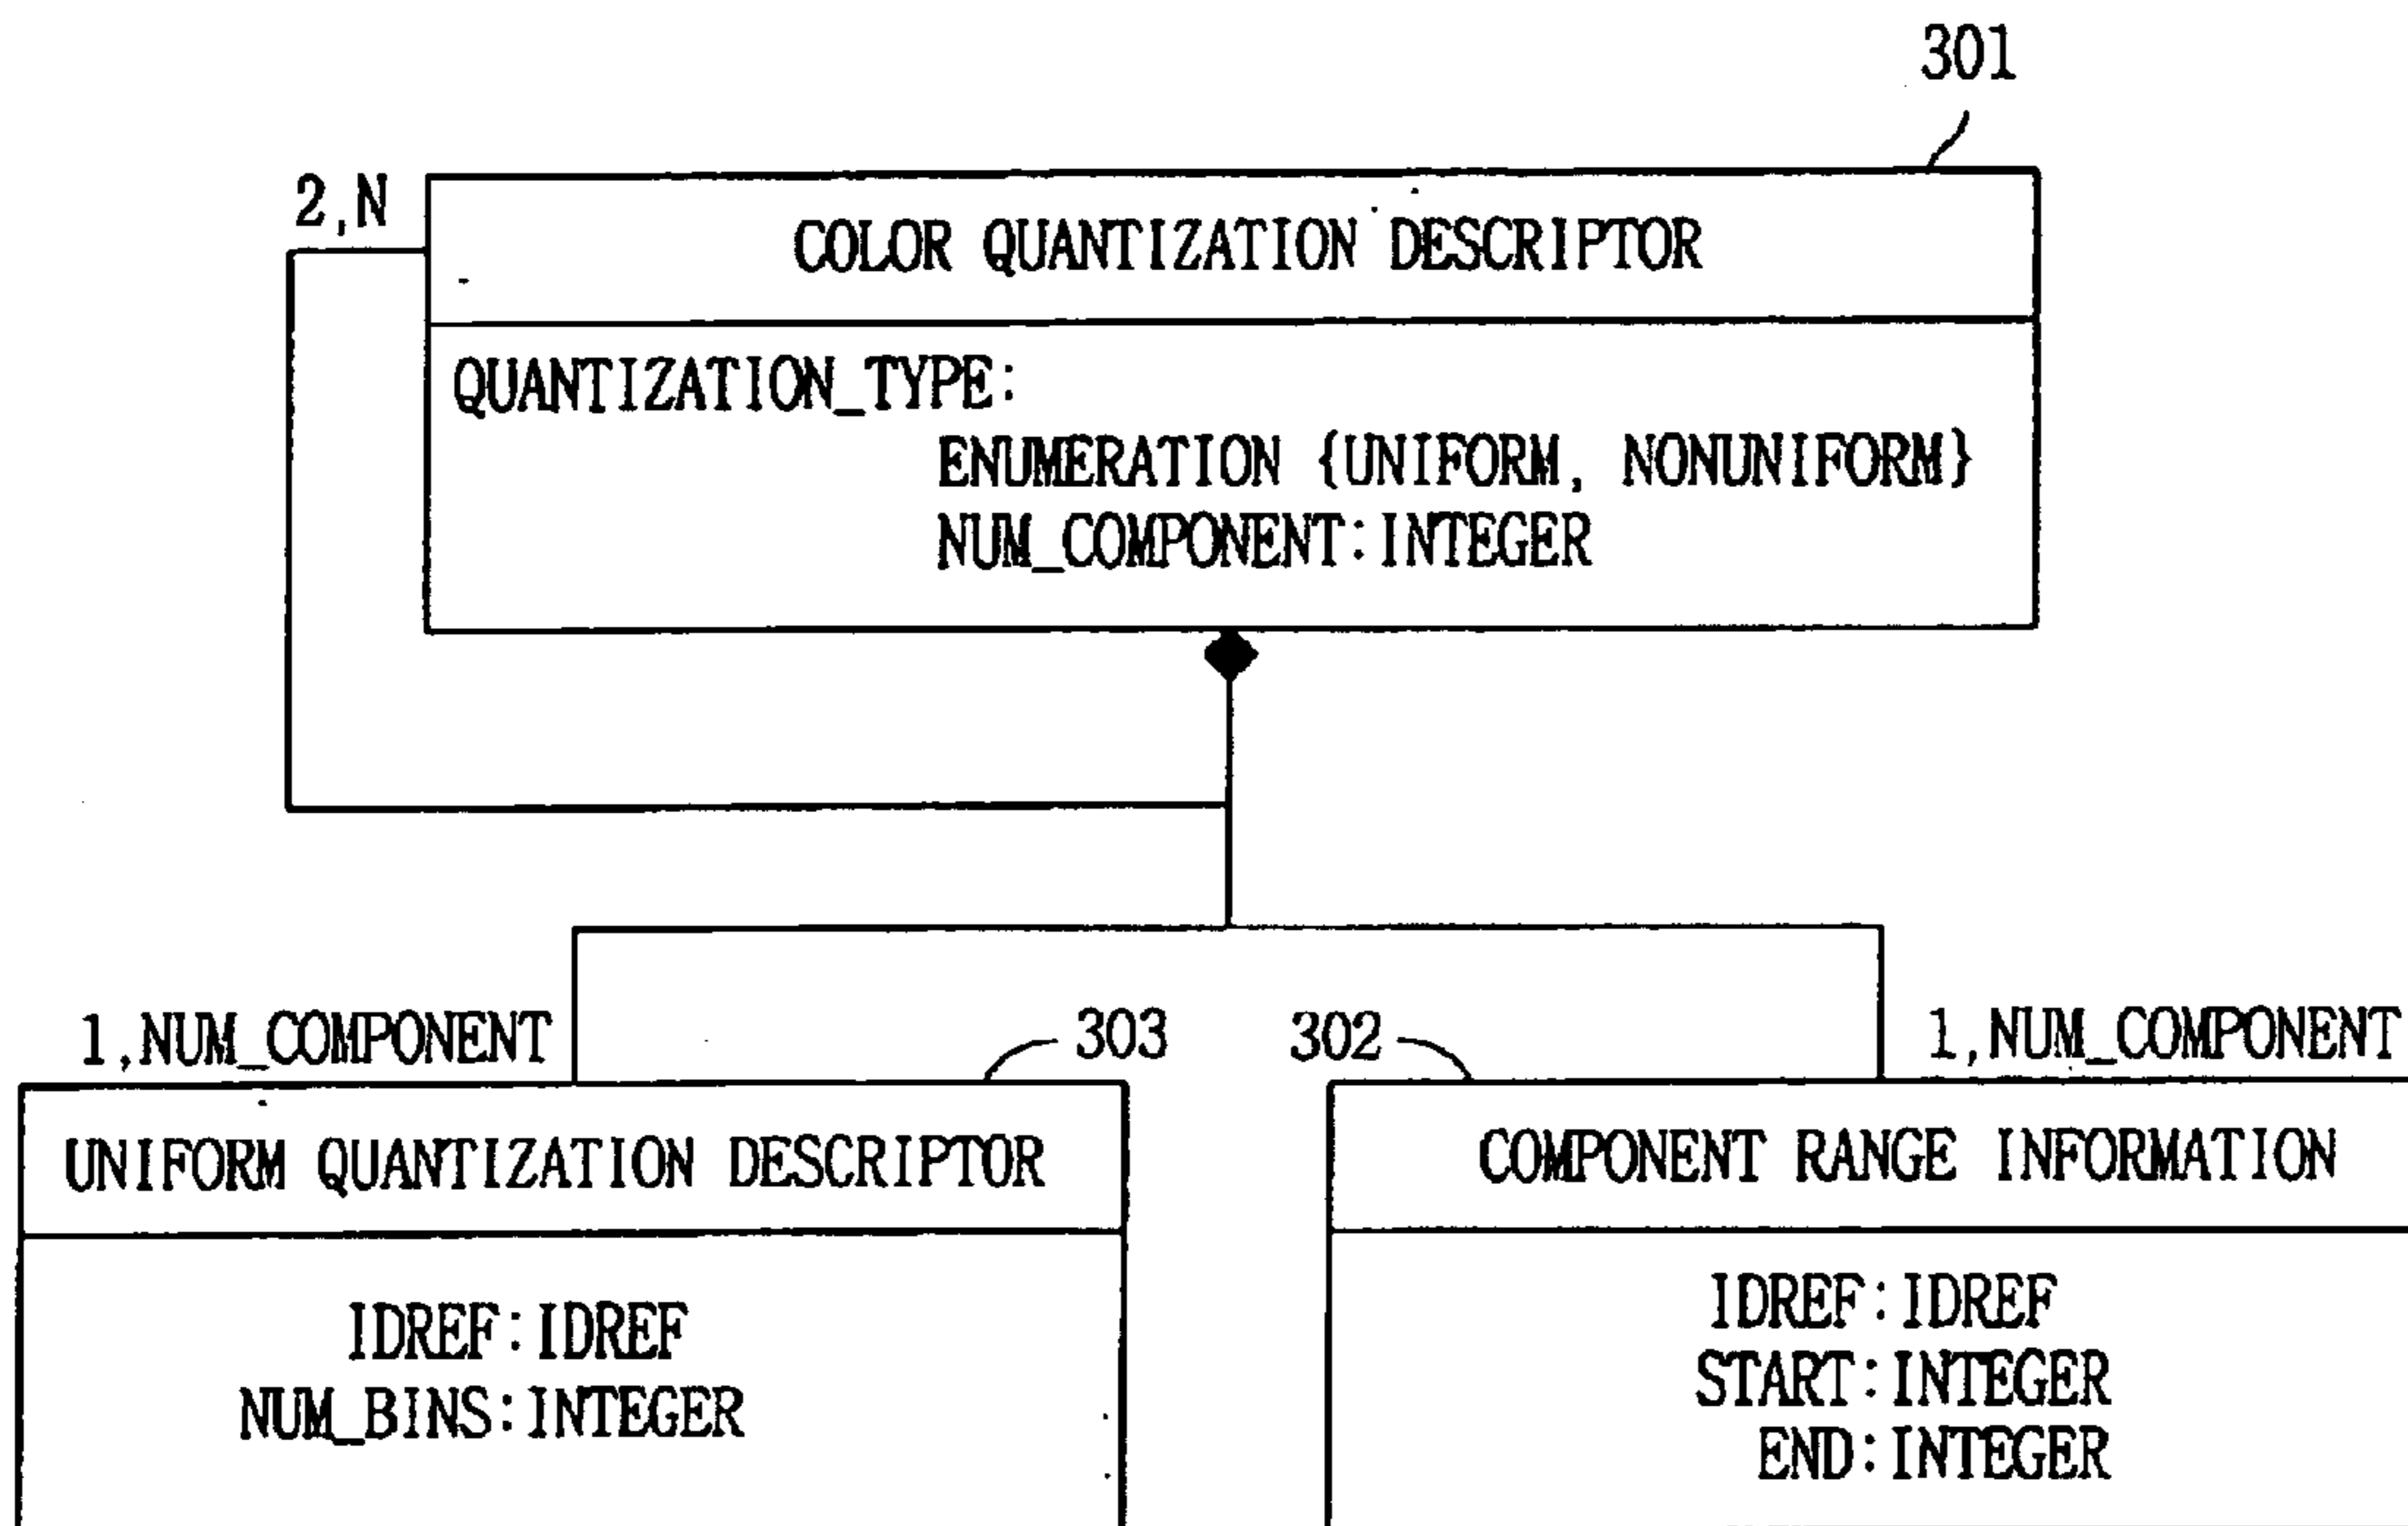 301
2,N
COLOR QUANTIZATION DESCRIPTOR
QUANTIZATION_TYPE:
ENUMERATION {UNIFORM, NONUNIFORM}
NUM_COMPONENT:INTEGER
1,NUM_COMPONENT
303
302
1,NUM_COMPONENT
UNIFORM QUANTIZATION DESCRIPTOR
COMPONENT RANGE INFORMATION
IDREF:IDREF
NUM_BINS:INTEGER
IDREF:IDREF
START:INTEGER
END:INTEGER